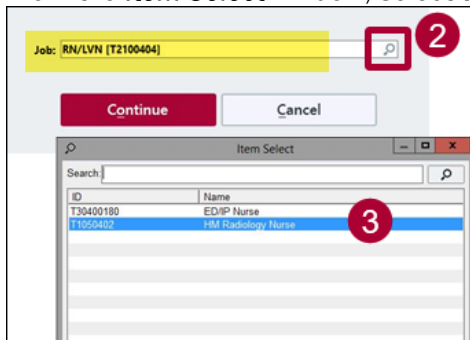 Job: RN/LVN [T2100404]
2
Continue Cancel
Item Select
Search:
ID Name
T30400180 ED/IP Nurse
T1050402 HM Radiology Nurse
3